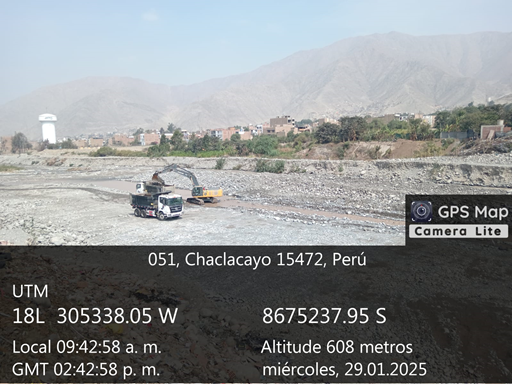 GPS Map
Camera Lite
051, Chaclacayo 15472, Perú
UTM
18L 305338.05 W 8675237.95 S
Local 09:42:58 a. m. Altitude 608 metros
GMT 02:42:58 p. m. miércoles, 29.01.2025